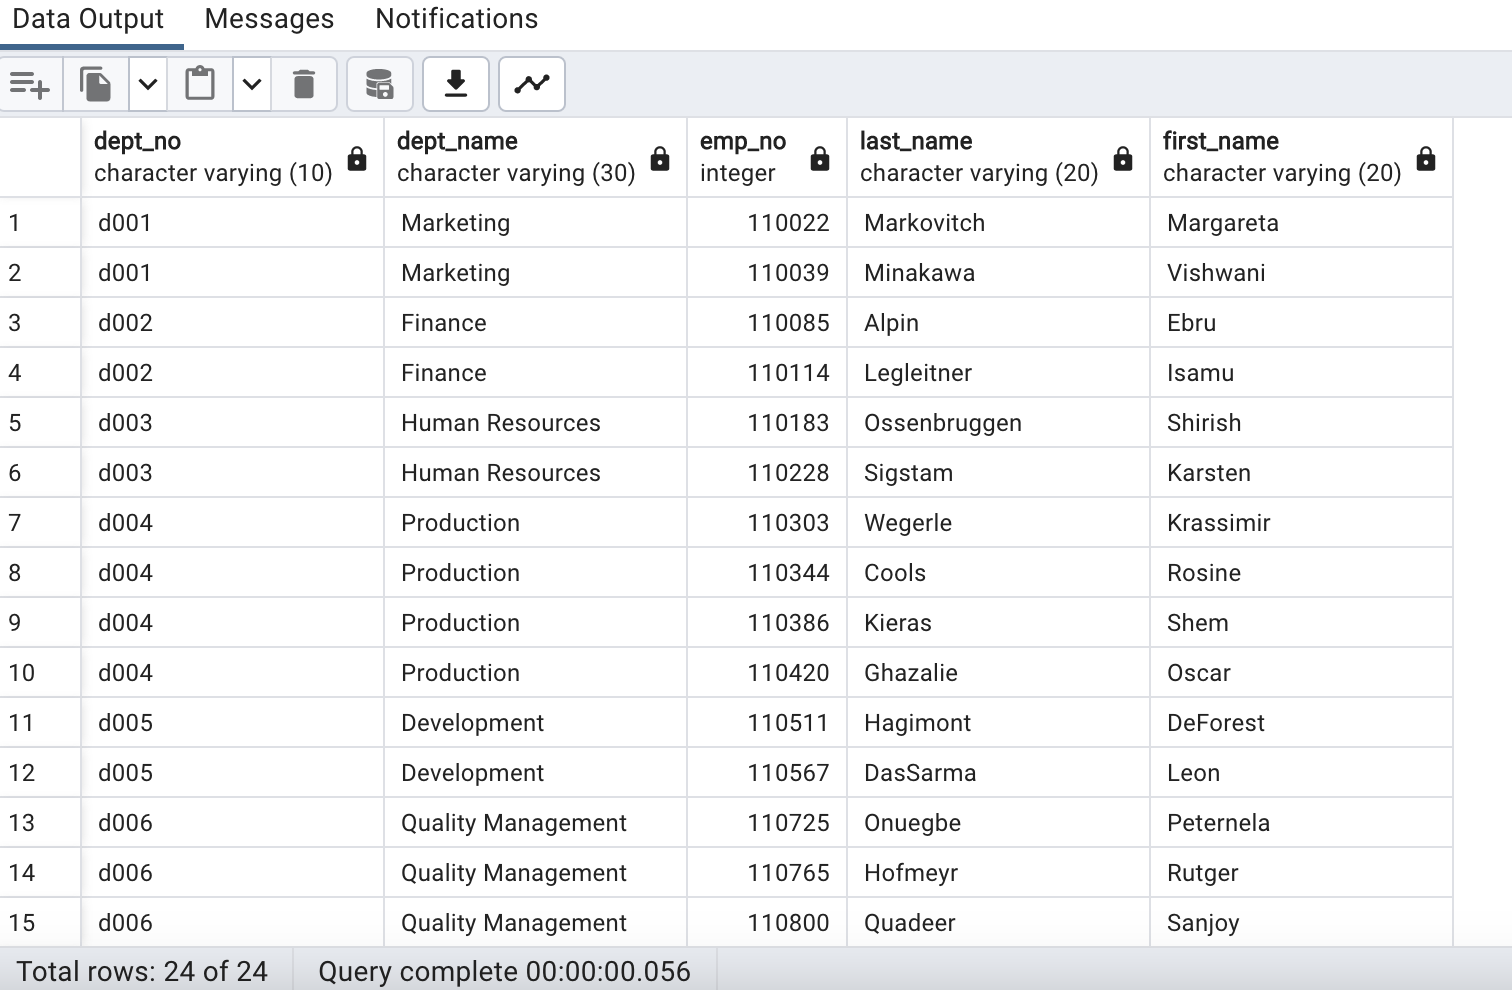 Data Output Messages Notifications
dept_no dept_name emp_no last_name first_name
character varying (10) character varying (30) integer character varying (20) character varying (20)
1 d001 Marketing 110022 Markovitch Margareta
2 d001 Marketing 110039 Minakawa Vishwani
3 d002 Finance 110085 Alpin Ebru
4 d002 Finance 110114 Legleitner Isamu
5 d003 Human Resources 110183 Ossenbruggen Shirish
6 d003 Human Resources 110228 Sigstam Karsten
7 d004 Production 110303 Wegerle Krassimir
8 d004 Production 110344 Cools Rosine
9 d004 Production 110386 Kieras Shem
10 d004 Production 110420 Ghazalie Oscar
11 d005 Development 110511 Hagimont DeForest
12 d005 Development 110567 DasSarma Leon
13 d006 Quality Management 110725 Onuegbe Peternela
14 d006 Quality Management 110765 Hofmeyr Rutger
15 d006 Quality Management 110800 Quadeer Sanjoy
Total rows: 24 of 24 Query complete 00:00:00.056